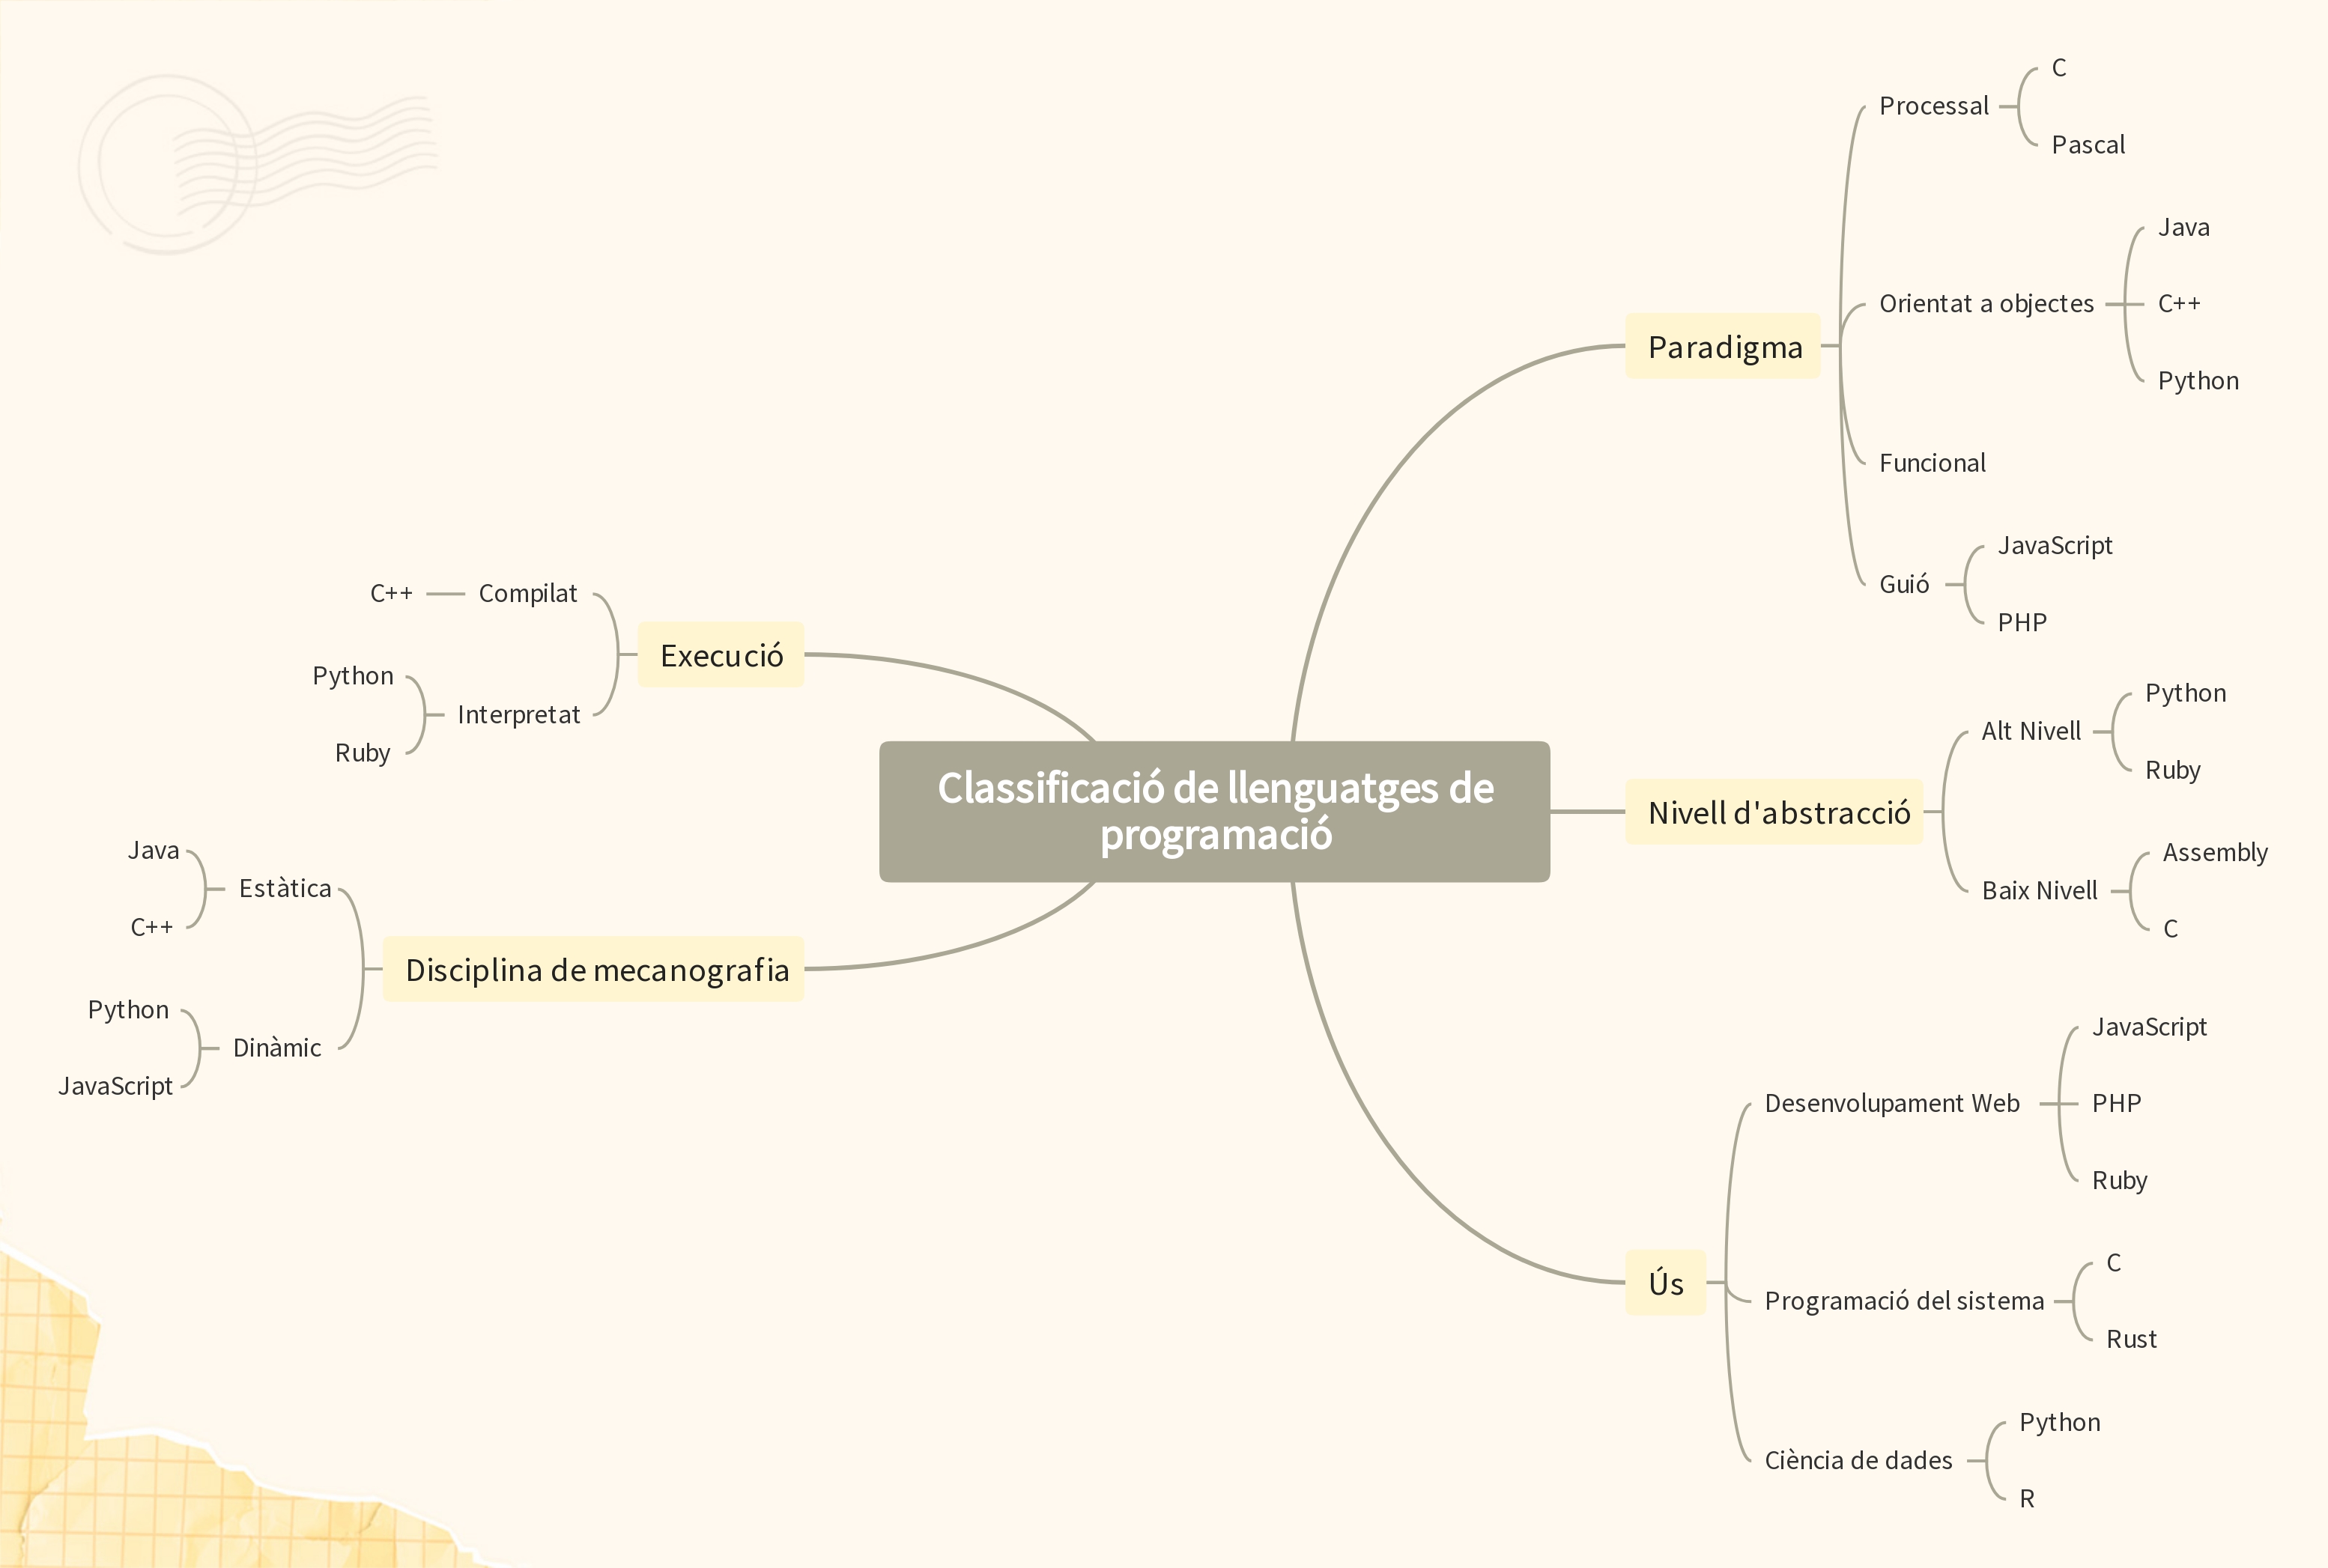 Classificació de llenguatges de
programació
Paradigma
Processal
C
Pascal
Orientat a objectes
Java
C++
Python
Funcional
Guió
JavaScript
PHP
Nivell d'abstracció
Alt Nivell
Python
Ruby
Baix Nivell
Assembly
C
Ús
Desenvolupament Web
JavaScript
PHP
Ruby
Programació del sistema
C
Rust
Ciència de dades
Python
R
Execució
Compilat
C++
Interpretat
Python
Ruby
Disciplina de mecanografia
Estàtica
Java
C++
Dinàmic
Python
JavaScript